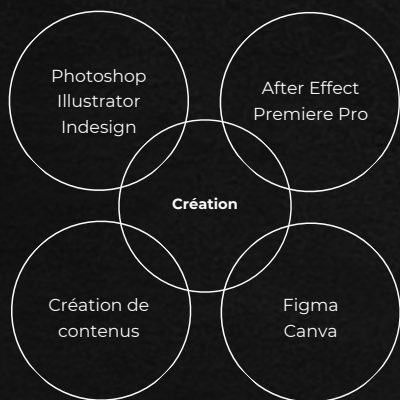 Photoshop
Illustrator
Indesign
After Effect
Premiere Pro
Création
Création de
contenus
Figma
Canva